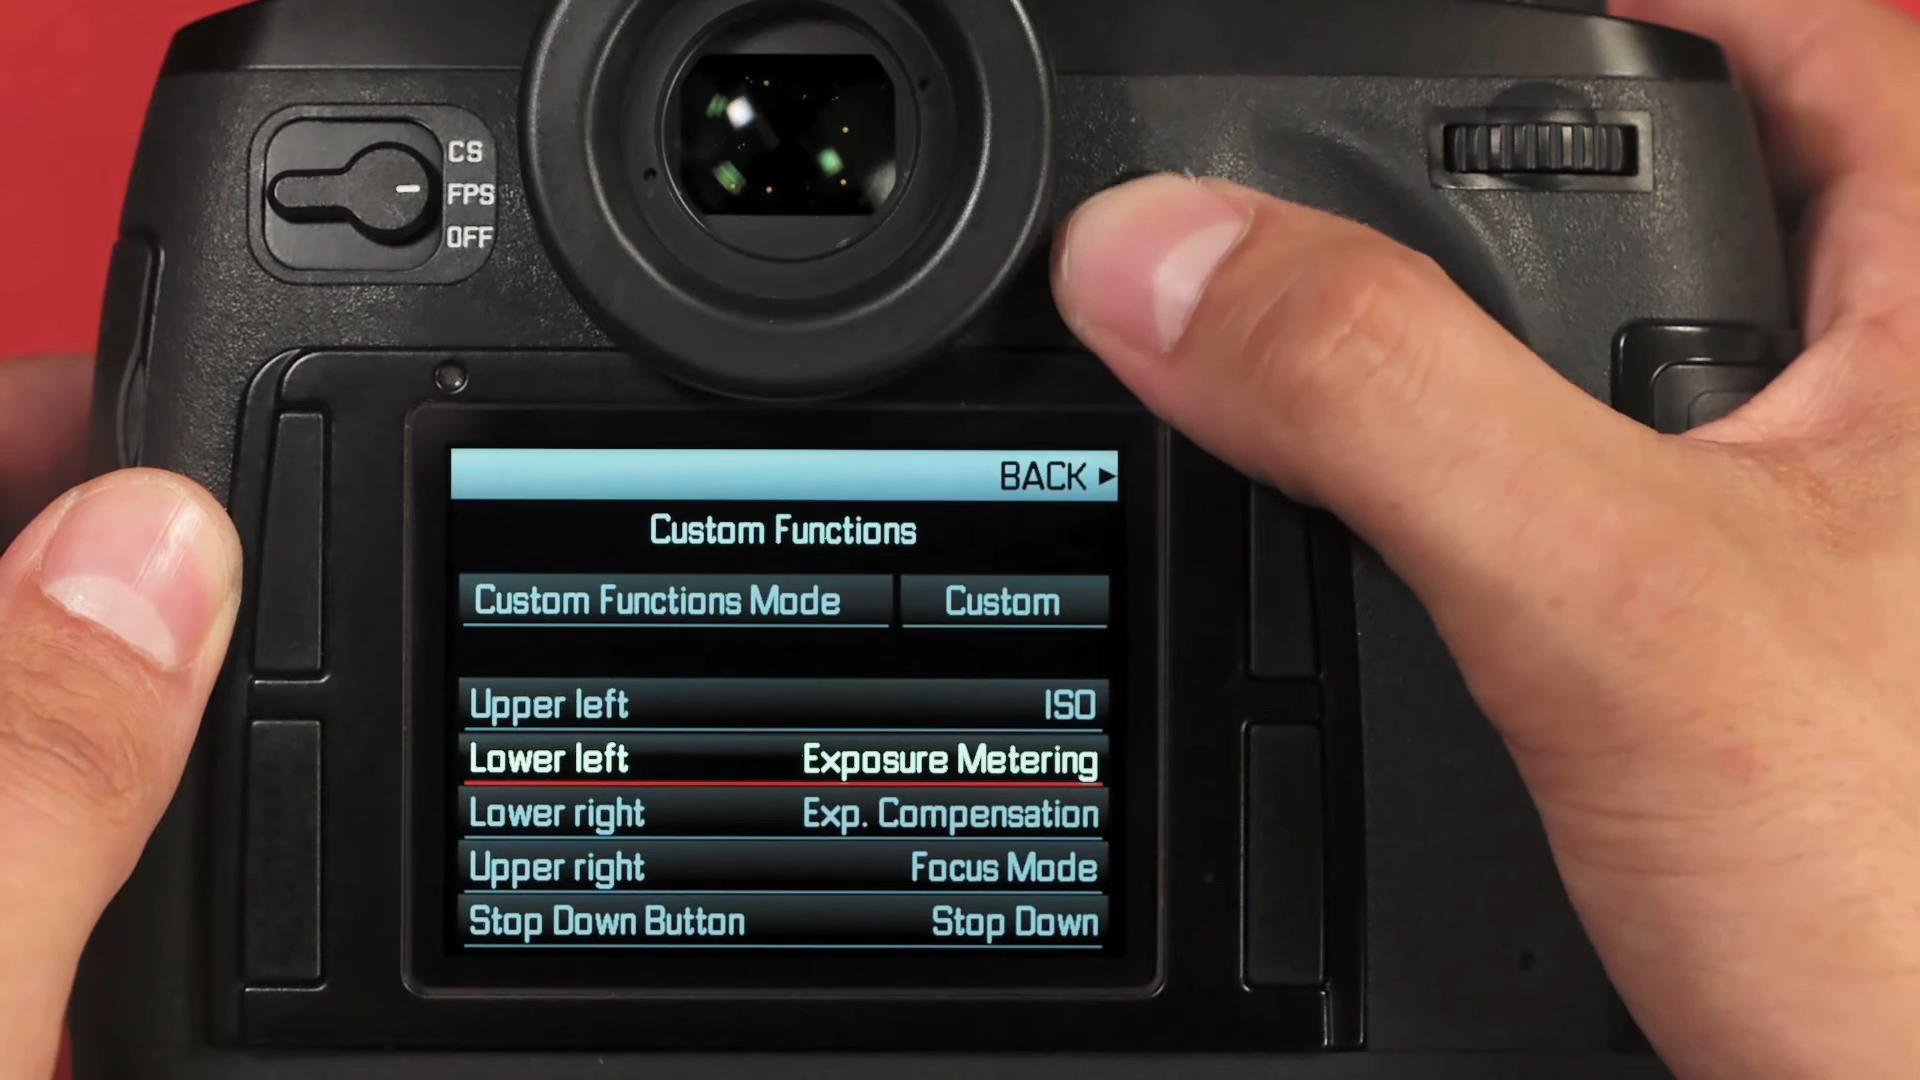 CS
FPS
OFF
BACK ▸
Custom Functions
Custom Functions Mode Custom
Upper left ISO
Lower left Exposure Metering
Lower right Exp. Compensation
Upper right Focus Mode
Stop Down Button Stop Down